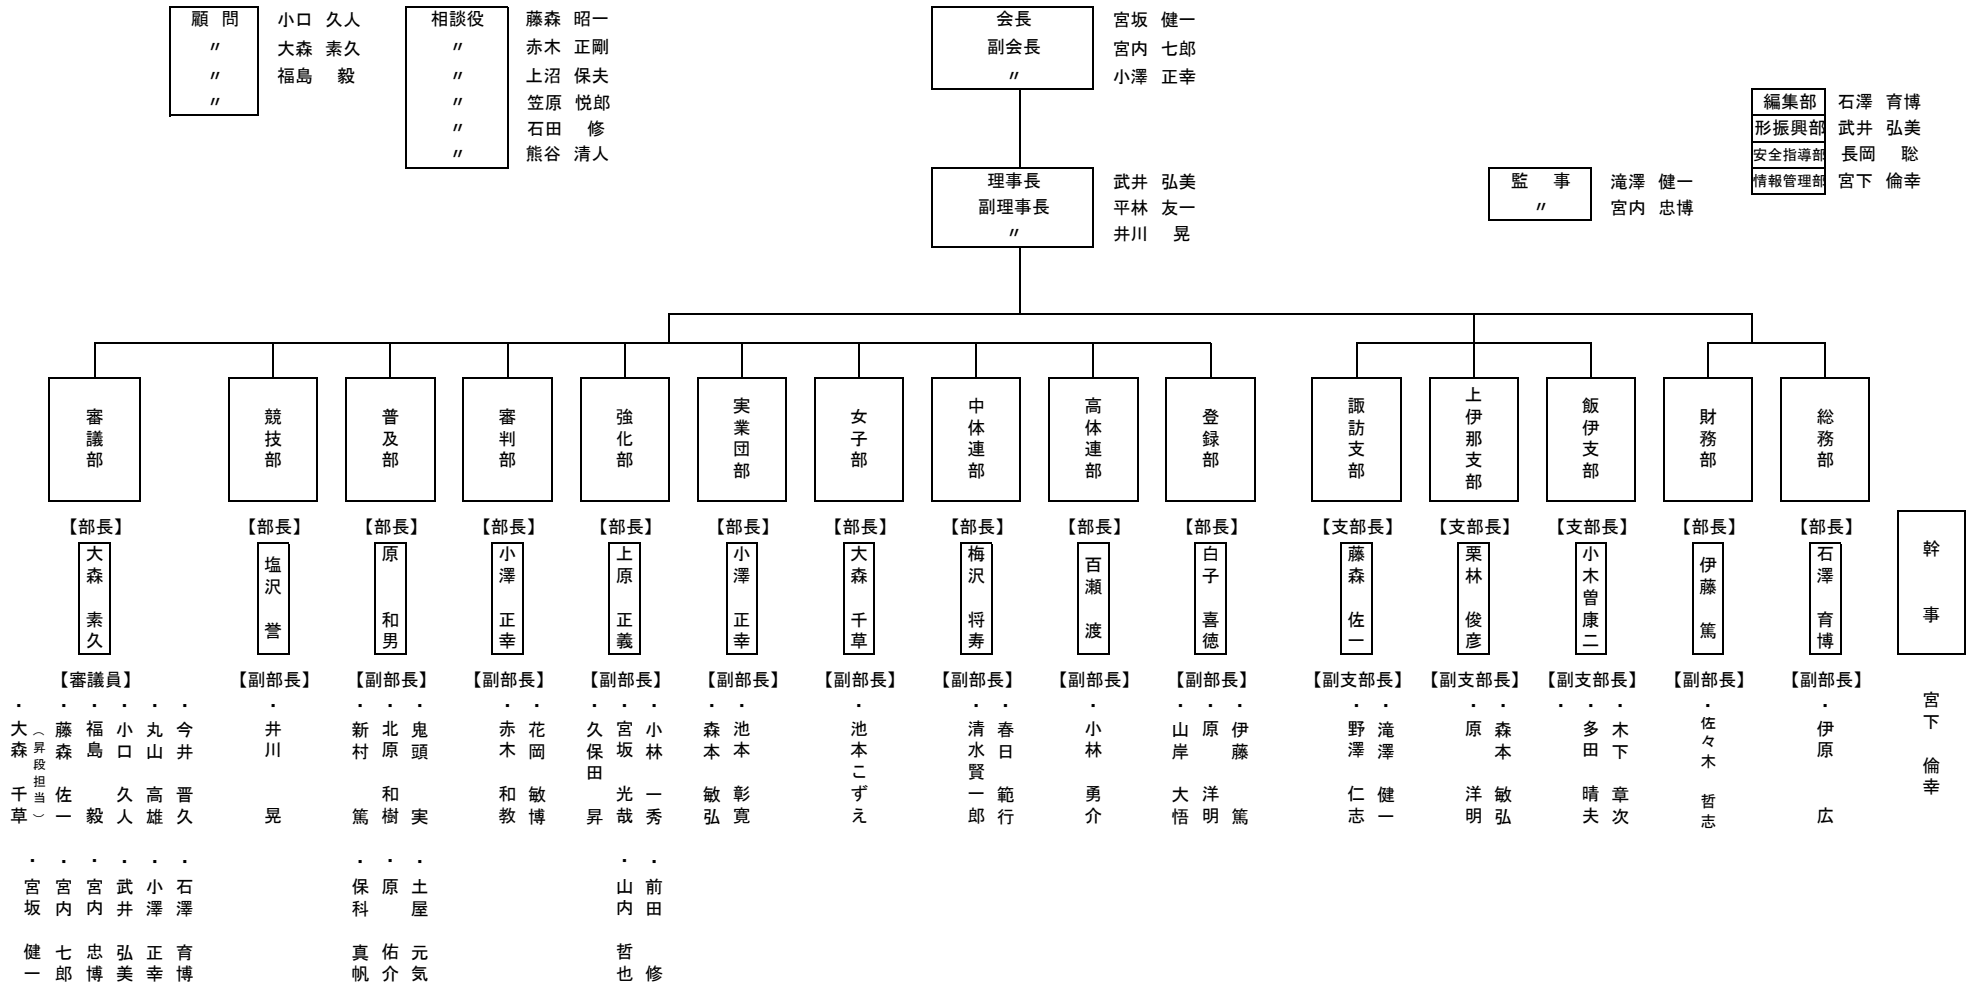 顧 問 小口 久人
〃 大森 素久
〃 福島 毅
〃
相談役 藤森 昭一
〃 赤木 正剛
〃 上沼 保夫
〃 笠原 悦郎
〃 石田 修
〃 熊谷 清人
会長 宮坂 健一
副会長 宮内 七郎
〃 小澤 正幸
編集部 石澤 育博
形振興部 武井 弘美
安全指導部 長岡 聡
情報管理部 宮下 倫幸
理事長 武井 弘美
副理事長 平林 友一
〃 井川 晃
監 事 滝澤 健一
〃 宮内 忠博
審議部
【部長】
大森 素久
【審議員】
・今井 晋久
・丸山 高雄
・小口 久人
・福島 毅
・藤森 佐一
・大森 千草
（昇段担当）
・石澤 育博
・小澤 正幸
・武井 弘美
・宮内 忠博
・宮内 七郎
・宮坂 健一
競技部
【部長】
塩沢 誉
【副部長】
・井川 晃
普及部
【部長】
原 和男
【副部長】
・鬼頭 実
・北原 和樹
・新村 篤
・土屋 元気
・原 佑介
・保科 真帆
審判部
【部長】
小澤 正幸
【副部長】
・花岡 敏博
・赤木 和教
強化部
【部長】
上原 正義
【副部長】
・小林 一秀
・宮坂 光哉
・久保田 昇
・前田 修
・山内 哲也
実業団部
【部長】
小澤 正幸
【副部長】
・池本 彰寛
・森本 敏弘
女子部
【部長】
大森 千草
【副部長】
・池本こずえ
中体連部
【部長】
梅沢 将寿
【副部長】
・春日 範行
・清水賢一郎
高体連部
【部長】
百瀬 渡
【副部長】
・小林 勇介
登録部
【部長】
白子 喜徳
【副部長】
・伊藤 篤
・原 洋明
・山岸 大悟
諏訪支部
【支部長】
藤森 佐一
【副支部長】
・滝澤 健一
・野澤 仁志
上伊那支部
【支部長】
栗林 俊彦
【副支部長】
・森本 敏弘
・原 洋明
飯伊支部
【支部長】
小木曽康二
【副支部長】
・木下 章次
・多田 晴夫
・
財務部
【部長】
伊藤 篤
【副部長】
・佐々木 哲志
総務部
【部長】
石澤 育博
【副部長】
・伊原 広
幹 事
宮下 倫幸